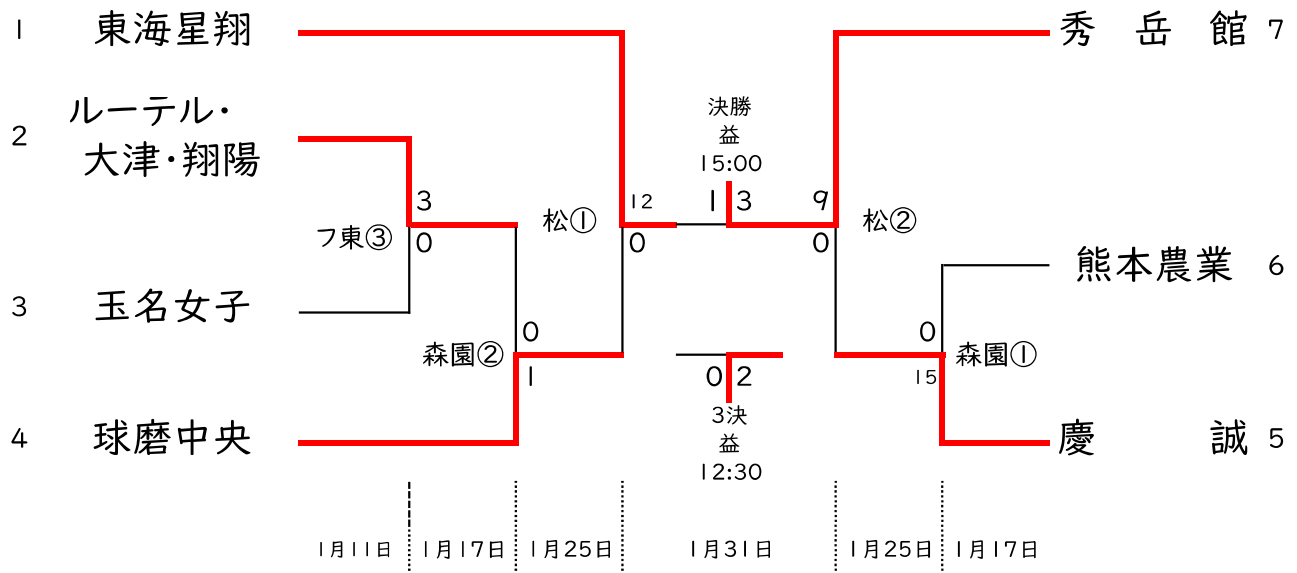 1 東海星翔
秀岳館 7
2 ルーテル・
大津・翔陽
決勝
益
15:00
3
0
フ東③
松①
12
0
1 3
9
0
松②
熊本農業 6
3 玉名女子
0
1
森園②
0 2
0
15
森園①
3決
益
12:30
4 球磨中央
慶誠 5
1月11日 1月17日 1月25日 1月31日 1月25日 1月17日